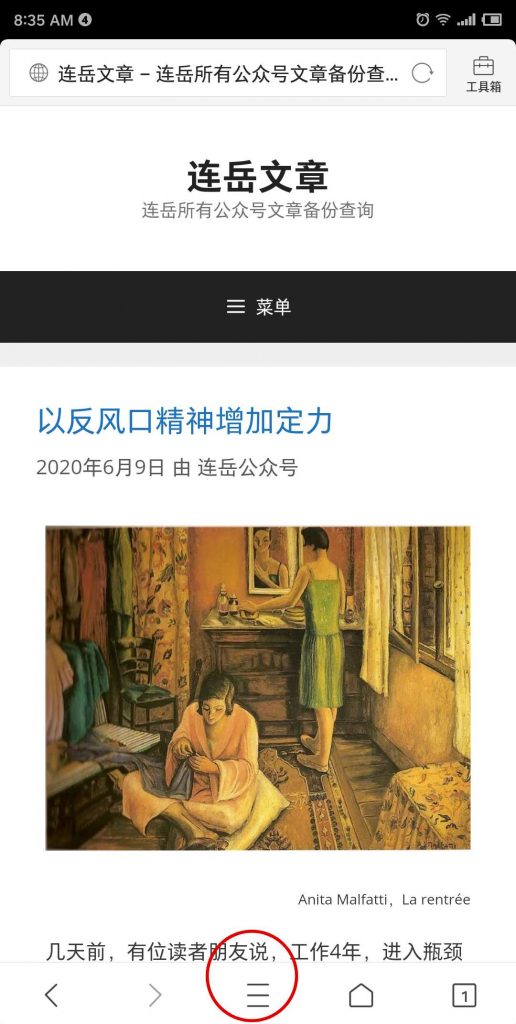 8:35 AM 4
连岳文章 – 连岳所有公众号文章备份查...
工具箱
连岳文章
连岳所有公众号文章备份查询
菜单
以反风口精神增加定力
2020年6月9日 由 连岳公众号
Anita Malfatti，La rentrée
几天前，有位读者朋友说，工作4年，进入瓶颈
1